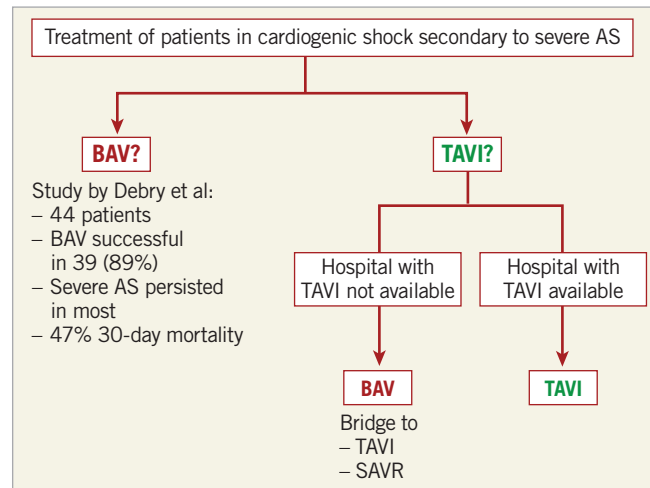 Treatment of patients in cardiogenic shock secondary to severe AS
BAV?
Study by Debry et al:
– 44 patients
– BAV successful
in 39 (89%)
– Severe AS persisted
in most
– 47% 30-day mortality
TAVI?
Hospital with
TAVI not available
BAV
Bridge to
– TAVI
– SAVR
Hospital with
TAVI available
TAVI